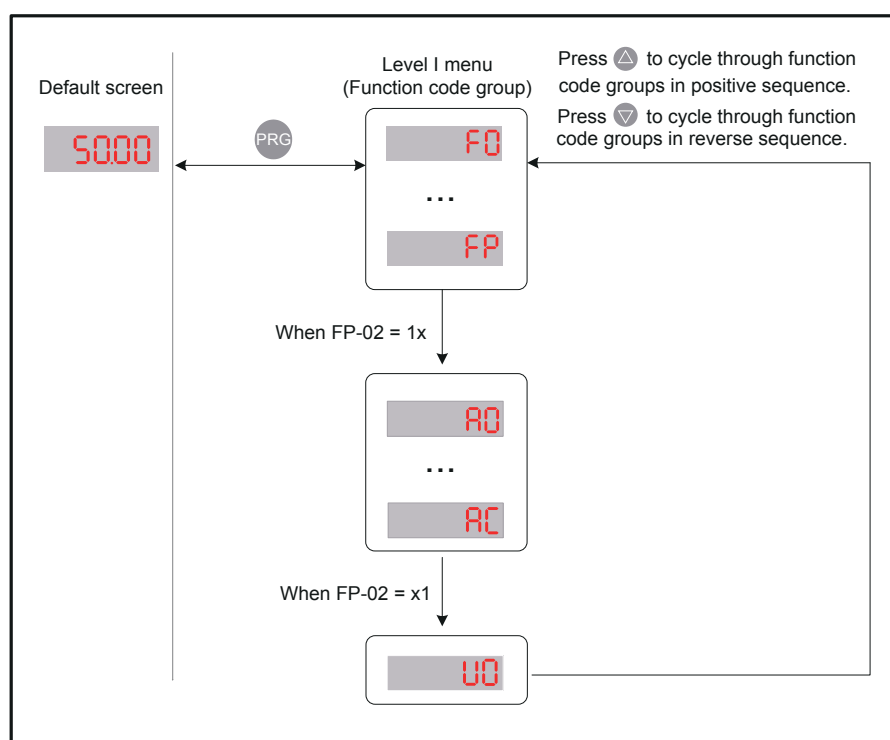 Default screen
50.00
PRG
Level I menu
(Function code group)
F0
...
FP
Press to cycle through function
code groups in positive sequence.
Press to cycle through function
code groups in reverse sequence.
When FP-02 = 1x
A0
...
AC
When FP-02 = x1
U0